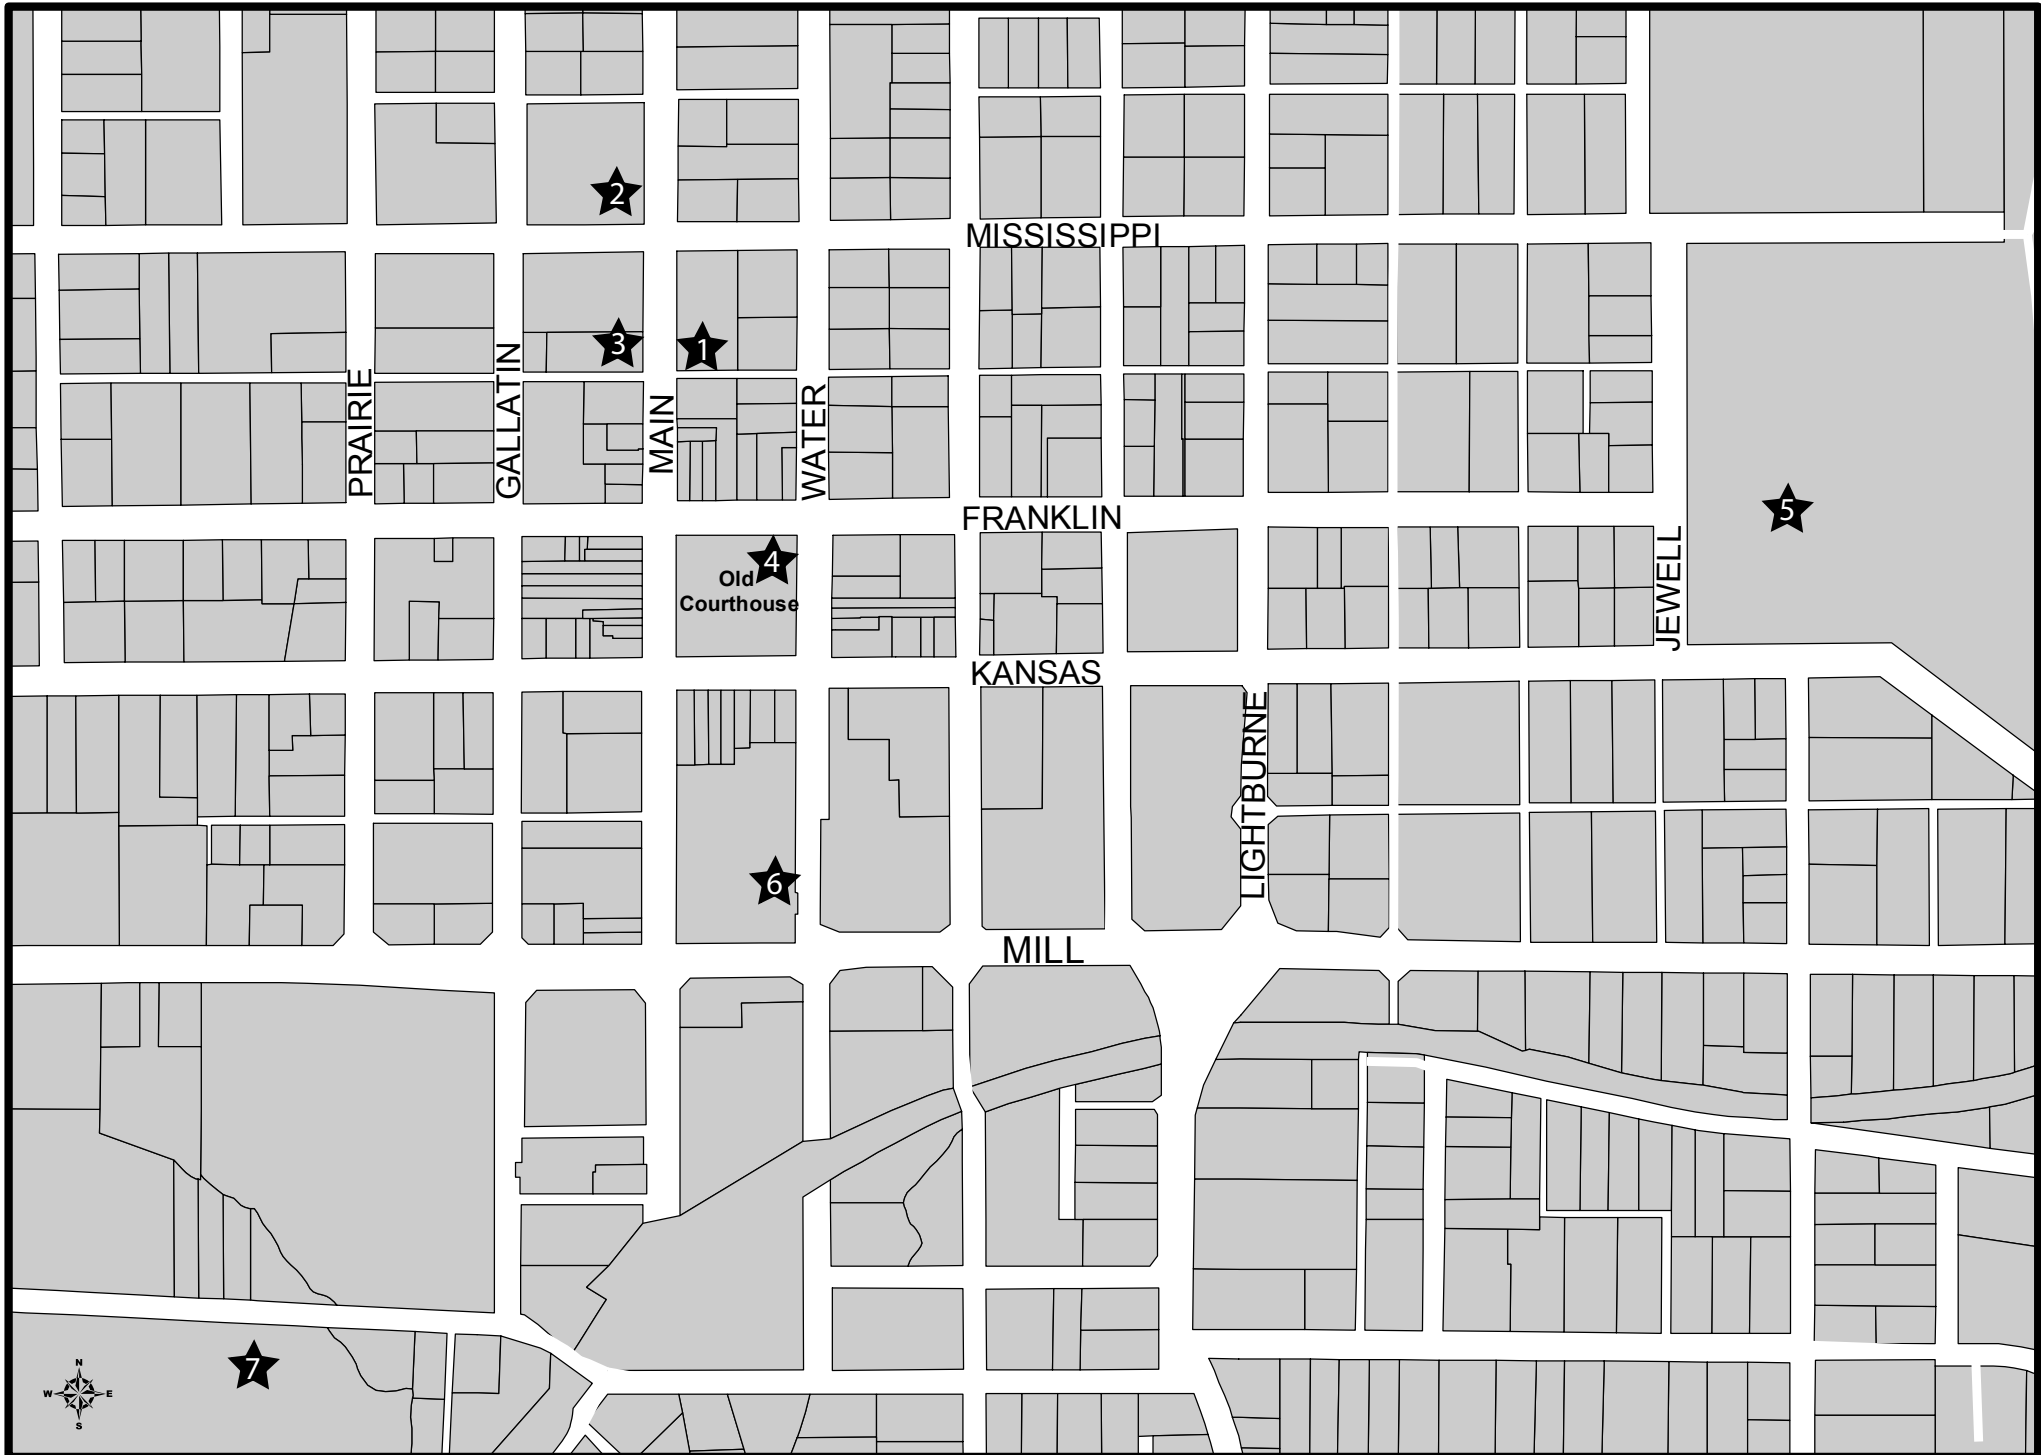 2
MISSISSIPPI
3
1
PRAIRIE
GALLATIN
MAIN
WATER
FRANKLIN
5
4
Old
Courthouse
JEWELL
KANSAS
LIGHTBURNE
6
MILL
7
N
W
E
S